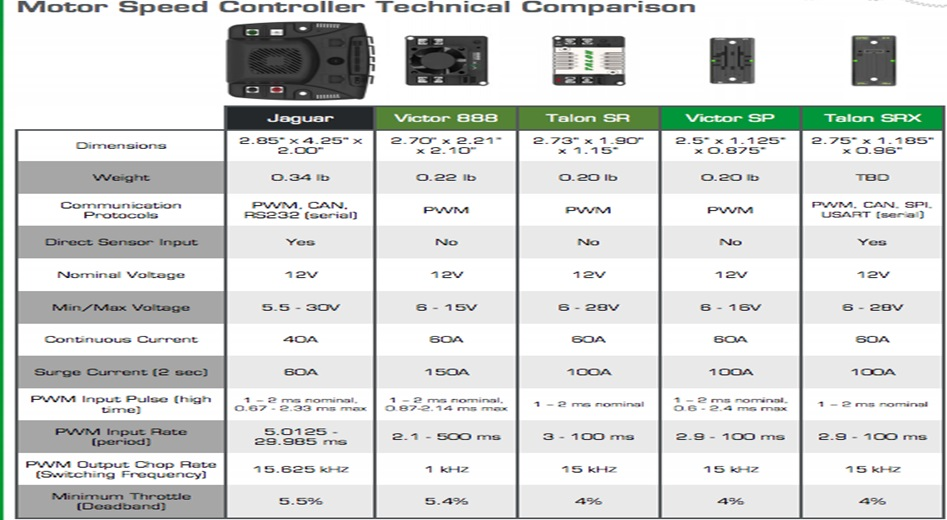 Motor Speed Controller Technical Comparison
TALON
Jaguar Victor 888 Talon SR Victor SP Talon SRX
Dimensions 2.85" x 4.25" x 2.00" 2.70" x 2.21" x 2.10" 2.73" x 1.90" x 1.15" 2.5" x 1.125" x 0.875" 2.75" x 1.185" x 0.96"
Weight 0.34 lb 0.22 lb 0.20 lb 0.20 lb TBD
Communication Protocols PWM, CAN, RS232 (serial) PWM PWM PWM PWM, CAN, SPI, USART (serial)
Direct Sensor Input Yes No No No Yes
Nominal Voltage 12V 12V 12V 12V 12V
Min/Max Voltage 5.5 - 30V 6 - 15V 6 - 28V 6 - 16V 6 - 28V
Continuous Current 40A 60A 60A 60A 60A
Surge Current (2 sec) 60A 150A 100A 100A 100A
PWM Input Pulse (high time) 1 – 2 ms nominal, 0.67 - 2.33 ms max 1 – 2 ms nominal, 0.87-2.14 ms max 1 – 2 ms nominal 1 – 2 ms nominal, 0.6 - 2.4 ms max 1 – 2 ms nominal
PWM Input Rate (period) 5.0125 - 29.985 ms 2.1 - 500 ms 3 - 100 ms 2.9 - 100 ms 2.9 - 100 ms
PWM Output Chop Rate (Switching Frequency) 15.625 kHz 1 kHz 15 kHz 15 kHz 15 kHz
Minimum Throttle (Deadband) 5.5% 5.4% 4% 4% 4%